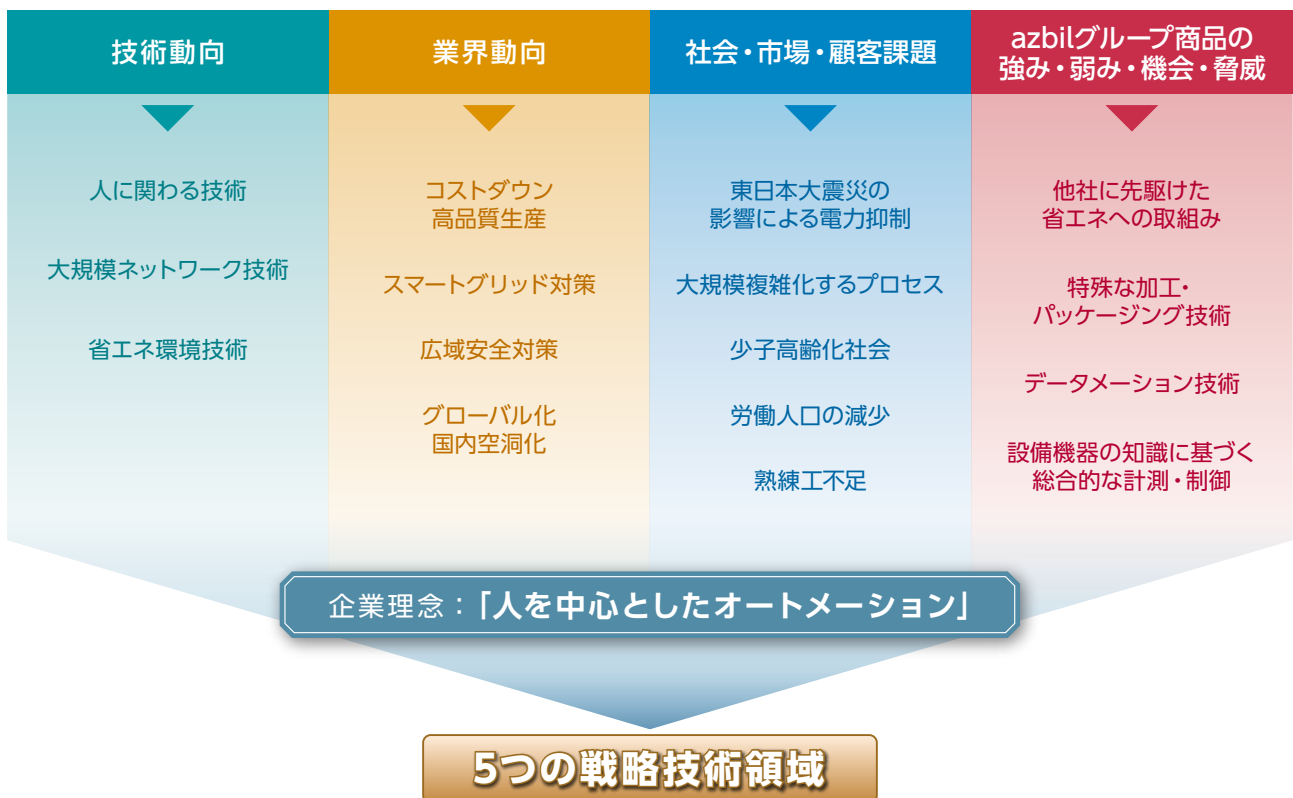 技術動向
業界動向
社会・市場・顧客課題
azbilグループ商品の
強み・弱み・機会・脅威
人に関わる技術
大規模ネットワーク技術
省エネ環境技術
コストダウン
高品質生産
スマートグリッド対策
広域安全対策
グローバル化
国内空洞化
東日本大震災の
影響による電力抑制
大規模複雑化するプロセス
少子高齢化社会
労働人口の減少
熟練工不足
他社に先駆けた
省エネへの取組み
特殊な加工・
パッケージング技術
データメーション技術
設備機器の知識に基づく
総合的な計測・制御
企業理念：「人を中心としたオートメーション」
5つの戦略技術領域